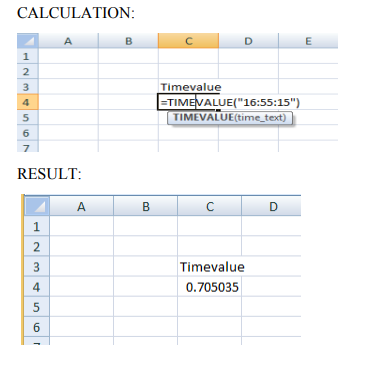 CALCULATION:
A B C D E
1
2
3 Timevalue
4 =TIMEVALUE("16:55:15")
5 TIMEVALUE(time_text)
6
7
RESULT:
A B C D
1
2
3 Timevalue
4 0.705035
5
6